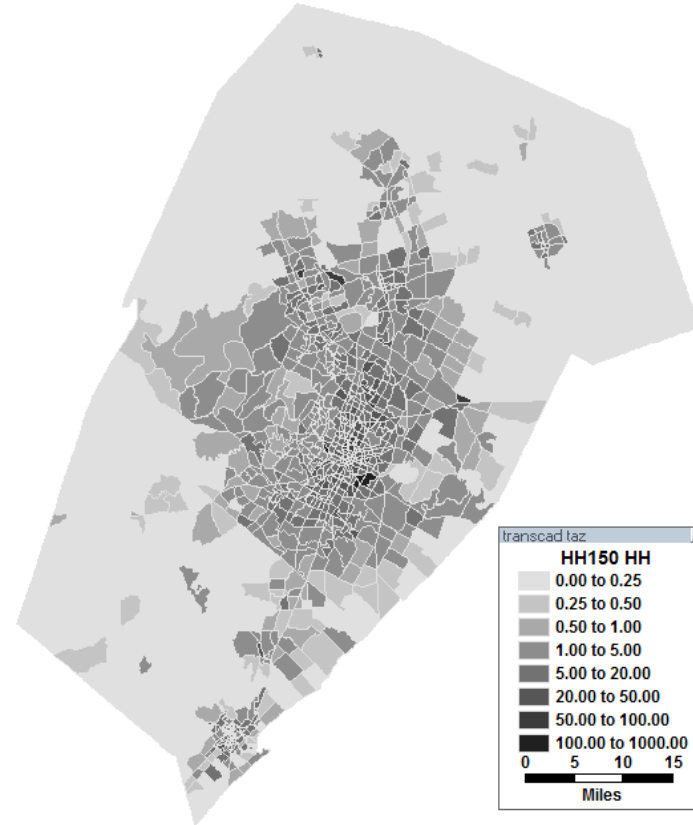 transcad taz
HH150 HH
0.00 to 0.25
0.25 to 0.50
0.50 to 1.00
1.00 to 5.00
5.00 to 20.00
20.00 to 50.00
50.00 to 100.00
100.00 to 1000.00
0 5 10 15
Miles